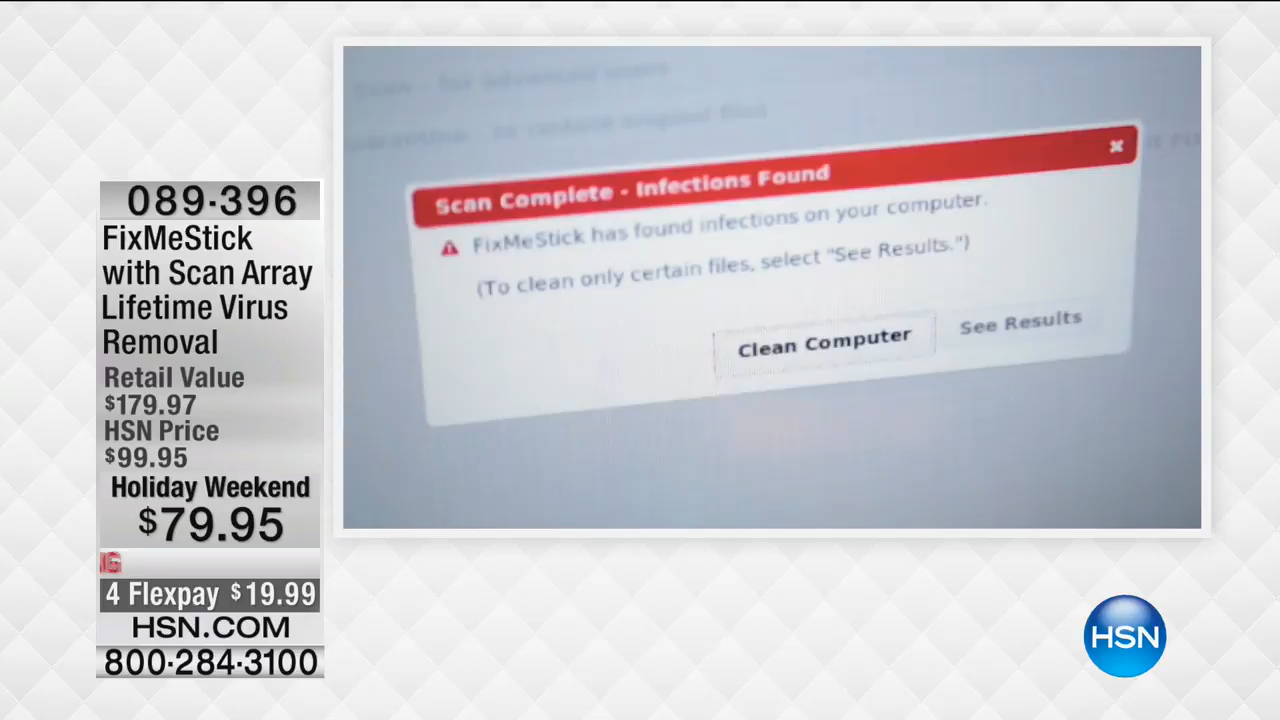 089-396
FixMeStick
with Scan Array
Lifetime Virus
Removal
Retail Value
$179.97
HSN Price
$99.95
Holiday Weekend
$79.95
4 Flexpay $19.99
HSN.COM
800-284-3100
Scan Complete - Infections Found
FixMeStick has found infections on your computer.
(To clean only certain files, select "See Results.")
Clean Computer
See Results
HSN